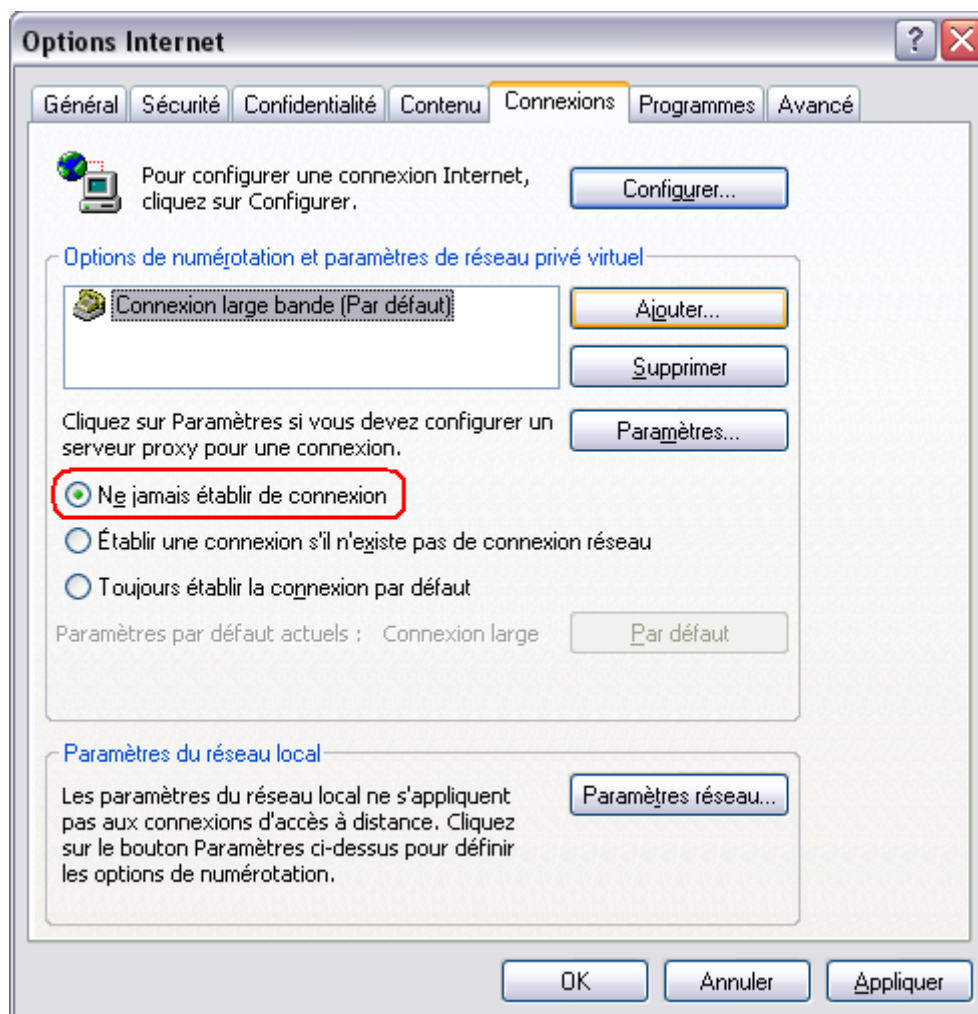 Options Internet
Général Sécurité Confidentialité Contenu Connexions Programmes Avancé
Pour configurer une connexion Internet,
cliquez sur Configurer.
Configurer...
Options de numérotation et paramètres de réseau privé virtuel
Connexion large bande (Par défaut)
Ajouter...
Supprimer
Cliquez sur Paramètres si vous devez configurer un
serveur proxy pour une connexion.
Paramètres...
Ne jamais établir de connexion
Établir une connexion s'il n'existe pas de connexion réseau
Toujours établir la connexion par défaut
Paramètres par défaut actuels : Connexion large
Par défaut
Paramètres du réseau local
Les paramètres du réseau local ne s'appliquent
pas aux connexions d'accès à distance. Cliquez
sur le bouton Paramètres ci-dessus pour définir
les options de numérotation.
Paramètres réseau...
OK Annuler Appliquer